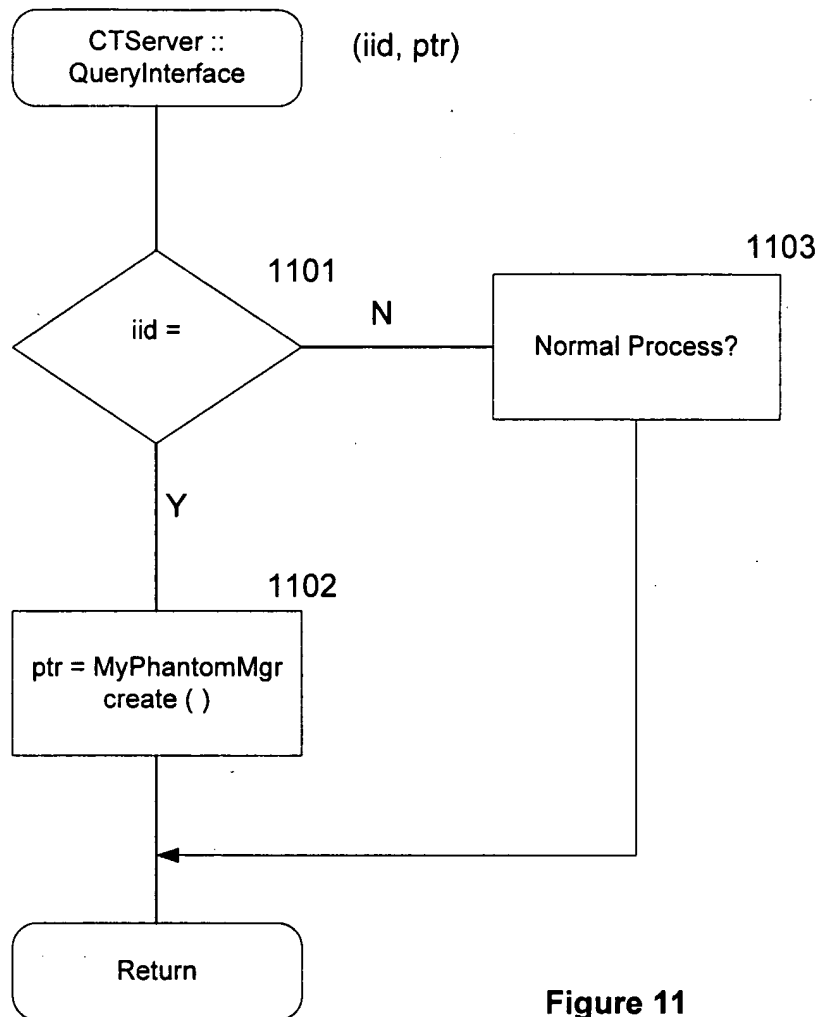 CTServer ::
QueryInterface
(iid, ptr)
1101
iid =
N
1103
Normal Process?
Y
1102
ptr = MyPhantomMgr
create ( )
Return
Figure 11